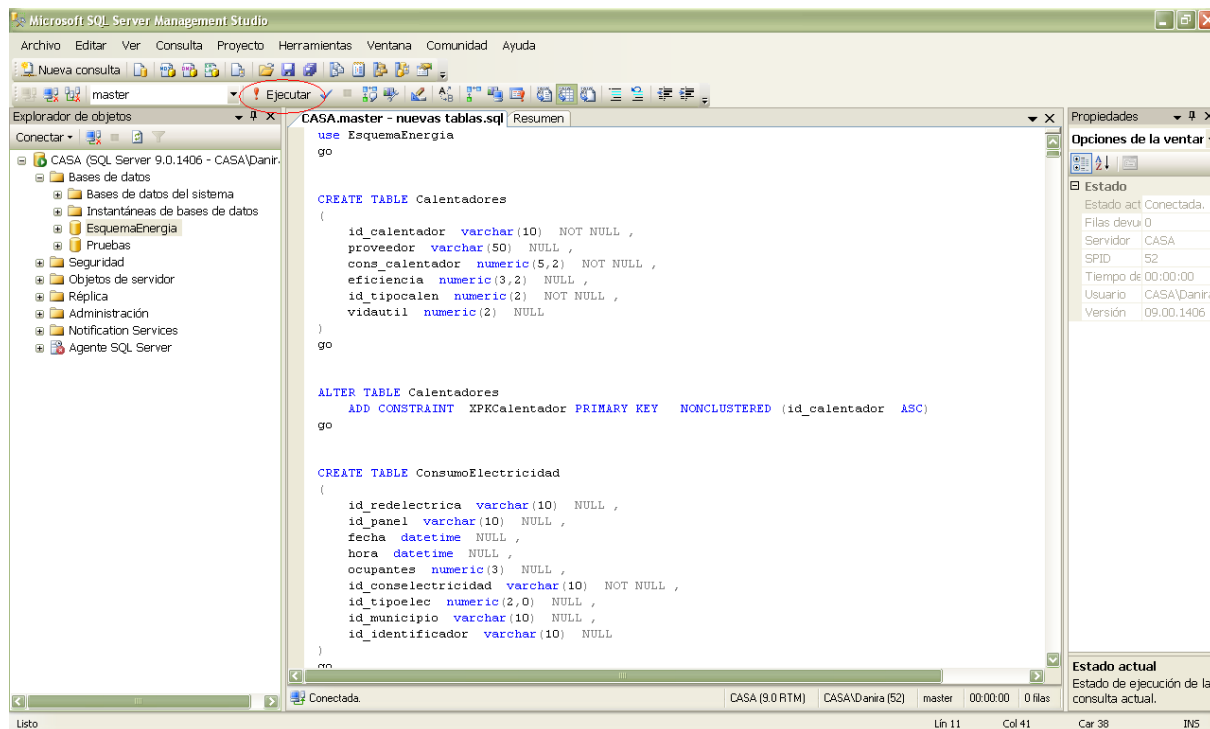 Microsoft SQL Server Management Studio
Archivo Editar Ver Consulta Proyecto Herramientas Ventana Comunidad Ayuda
Nueva consulta
master Ejecutar
Explorador de objetos
Conectar
CASA (SQL Server 9.0.1406 - CASA\Danir
Bases de datos
Bases de datos del sistema
Instantáneas de bases de datos
EsquemaEnergia
Pruebas
Seguridad
Objetos de servidor
Réplica
Administración
Notification Services
Agente SQL Server
CASA.master - nuevas tablas.sql Resumen
use EsquemaEnergia
go
CREATE TABLE Calentadores
(
id_calentador varchar(10) NOT NULL ,
proveedor varchar(50) NULL ,
cons_calentador numeric(5,2) NOT NULL ,
eficiencia numeric(3,2) NULL ,
id_tipocalen numeric(2) NOT NULL ,
vidautil numeric(2) NULL
)
go
ALTER TABLE Calentadores
ADD CONSTRAINT XPKCalentador PRIMARY KEY NONCLUSTERED (id_calentador ASC)
go
CREATE TABLE ConsumoElectricidad
(
id_redelectrica varchar(10) NULL ,
id_panel varchar(10) NULL ,
fecha datetime NULL ,
hora datetime NULL ,
ocupantes numeric(3) NULL ,
id_conselectricidad varchar(10) NOT NULL ,
id_tipoelec numeric(2,0) NULL ,
id_municipio varchar(10) NULL ,
id_identificador varchar(10) NULL
)
go
Conectada. CASA (9.0 RTM) CASA\Danira (52) master 00:00:00 0 filas
Propiedades
Opciones de la ventar
Estado
Estado act Conectada.
Filas devu 0
Servidor CASA
SPID 52
Tiempo de 00:00:00
Usuario CASA\Danira
Versión 09.00.1406
Estado actual
Estado de ejecución de la
consulta actual.
Listo Lín 11 Col 41 Car 38 INS